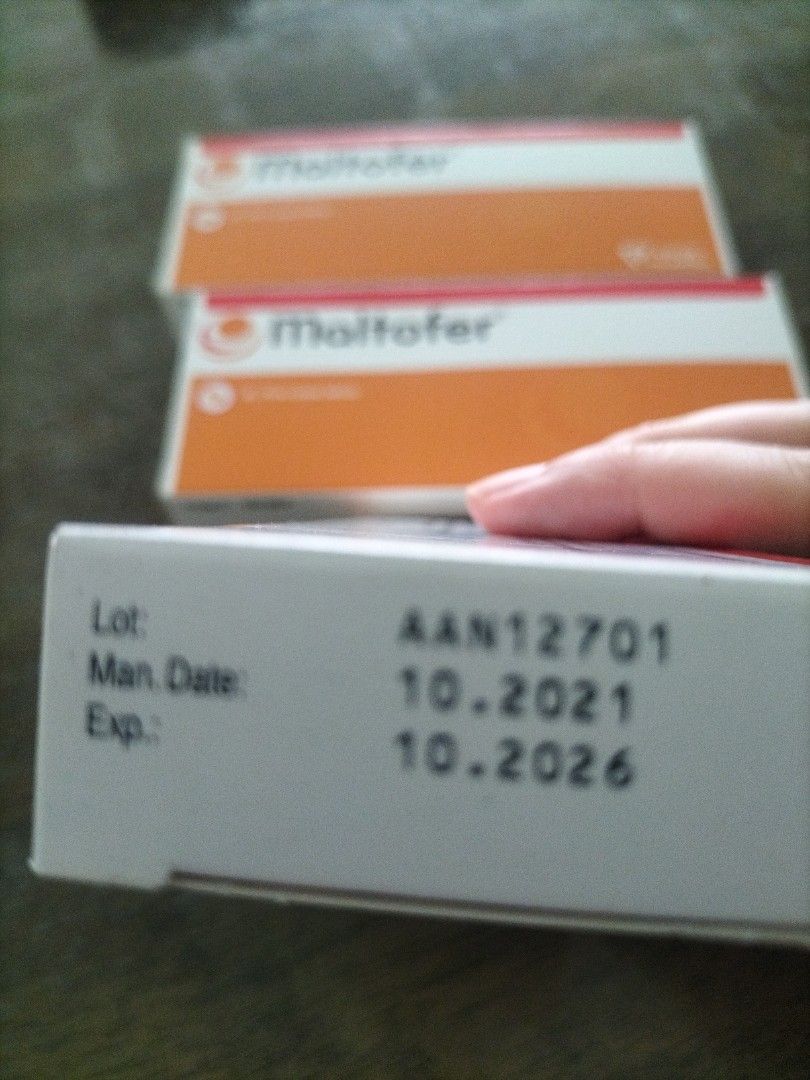 Maltofer
Maltofer
Lot: AAN12701
Man. Date: 10.2021
Exp.: 10.2026